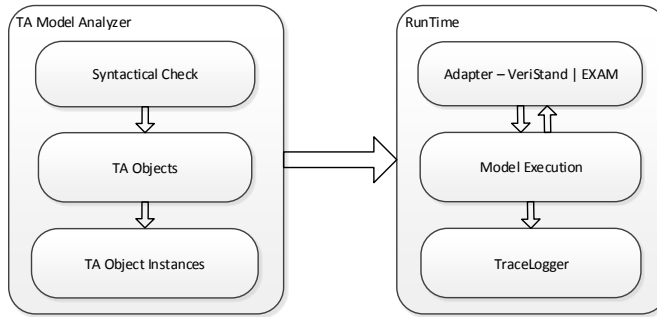 TA Model Analyzer
Syntactical Check
TA Objects
TA Object Instances
RunTime
Adapter – VeriStand | EXAM
Model Execution
TraceLogger